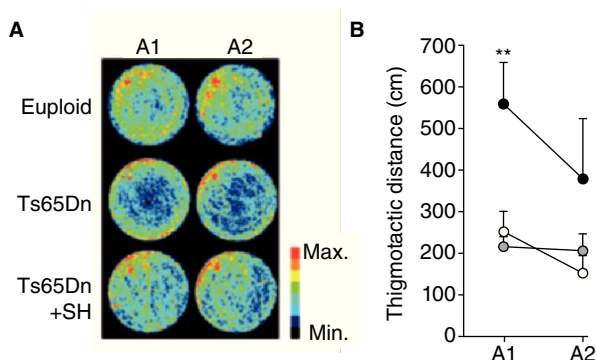 A
A1
A2
Euploid
Ts65Dn
Ts65Dn
+SH
Max.
Min.
B
Thigmotactic distance (cm)
700
600
500
400
300
200
100
0
**
A1
A2